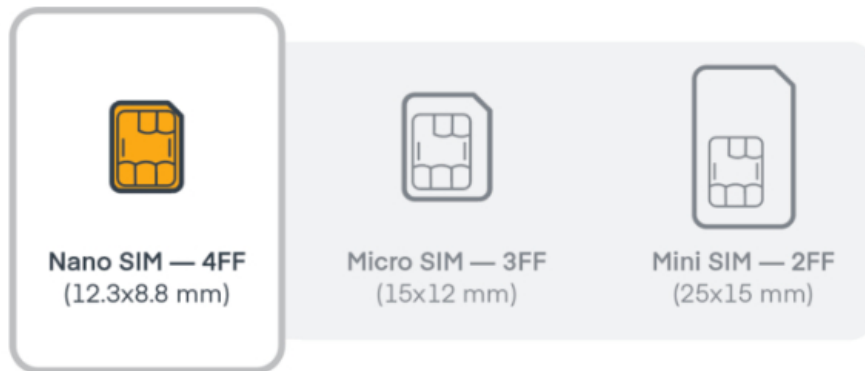 Nano SIM — 4FF
(12.3x8.8 mm)
Micro SIM — 3FF
(15x12 mm)
Mini SIM — 2FF
(25x15 mm)